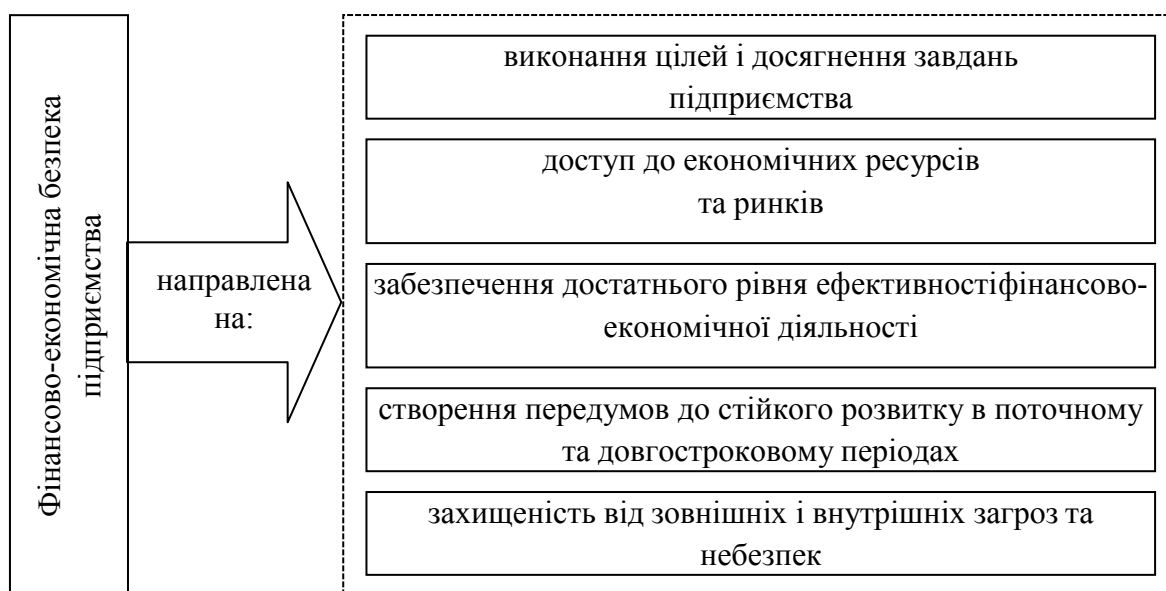 Фінансово-економічна безпека
підприємства
направлена
на:
виконання цілей і досягнення завдань
підприємства
доступ до економічних ресурсів
та ринків
забезпечення достатнього рівня ефективностіфінансово-
економічної діяльності
створення передумов до стійкого розвитку в поточному
та довгостроковому періодах
захищеність від зовнішніх і внутрішніх загроз та
небезпек